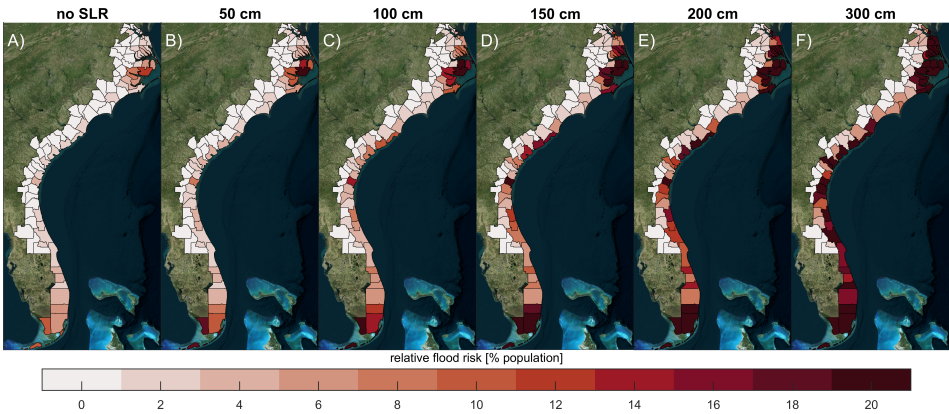 no SLR 50 cm 100 cm 150 cm 200 cm 300 cm
A) B) C) D) E) F)
relative flood risk [% population]
0 2 4 6 8 10 12 14 16 18 20